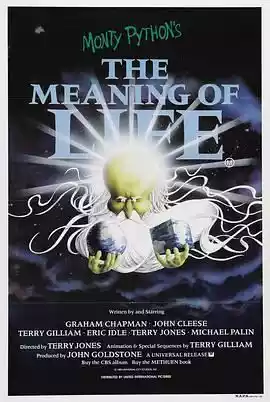 MONTY PYTHON'S
THE
MEANING OF
LIFE
M
Written by and Starring
GRAHAM CHAPMAN · JOHN CLEESE
TERRY GILLIAM · ERIC IDLE · TERRY JONES · MICHAEL PALIN
Directed by TERRY JONES Animation & Special Sequences by TERRY GILLIAM
Produced by JOHN GOLDSTONE A UNIVERSAL RELEASE
Buy the CBS album Buy the METHUEN book
DISTRIBUTED BY UNITED INTERNATIONAL PICTURES